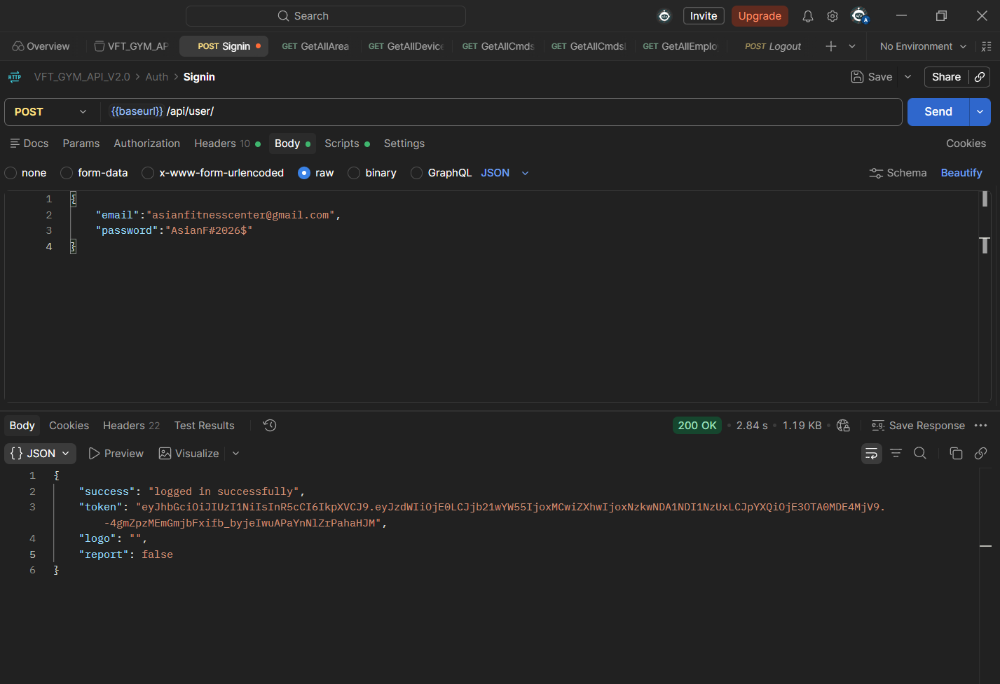 Search
Invite
Upgrade
A
Overview
VFT_GYM_AP
POST Signin
GET GetAllArea
GET GetAllDevice
GET GetAllCmds
GET GetAllCmdsl
GET GetAllEmplo
POST Logout
No Environment
HTTP
VFT_GYM_API_V2.0 > Auth > Signin
Save
Share
POST
{{baseurl}} /api/user/
Send
Docs
Params
Authorization
Headers 10
Body
Scripts
Settings
Cookies
none
form-data
x-www-form-urlencoded
raw
binary
GraphQL
JSON
Schema
Beautify
1 {
2 "email":"asianfitnesscenter@gmail.com",
3 "password":"AsianF#2026$"
4 }
Body
Cookies
Headers 22
Test Results
200 OK
2.84 s
1.19 KB
e.g. Save Response
{} JSON
Preview
Visualize
1 {
2 "success": "logged in successfully",
3 "token": "eyJhbGciOiJIUzI1NiIsInR5cCI6IkpXVCJ9.eyJzdWIiOjE0LCJjb21wYW55IjoxMCwiZXhwIjoxNzkwNDA1NDI1NzUxLCJpYXQiOjE3OTA0MDE4MjV9.
-4gmZpzMEmGmjbFxifb_byjeIwuAPaYnNlZrPahaHJM",
4 "logo": "",
5 "report": false
6 }